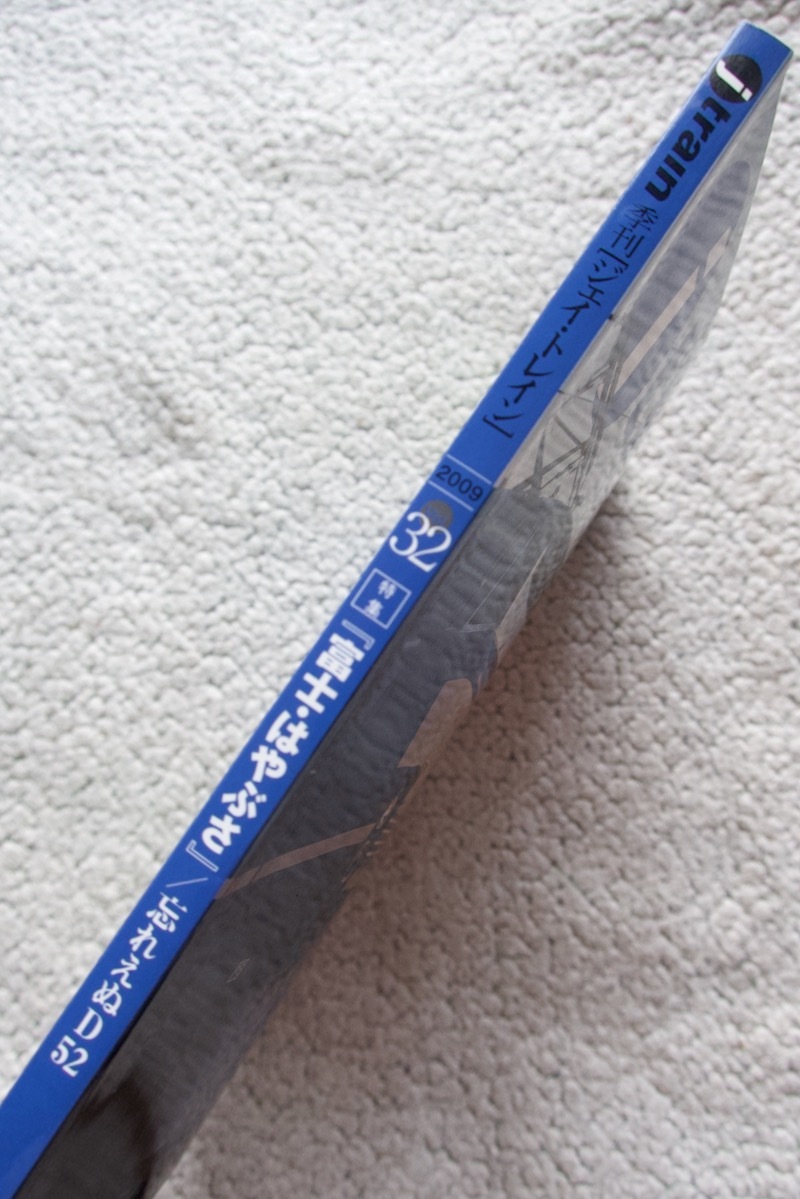 j train 季刊[ジェイ・トレイン]
2009
32
特集
『富士・はやぶさ』/忘れえぬD52